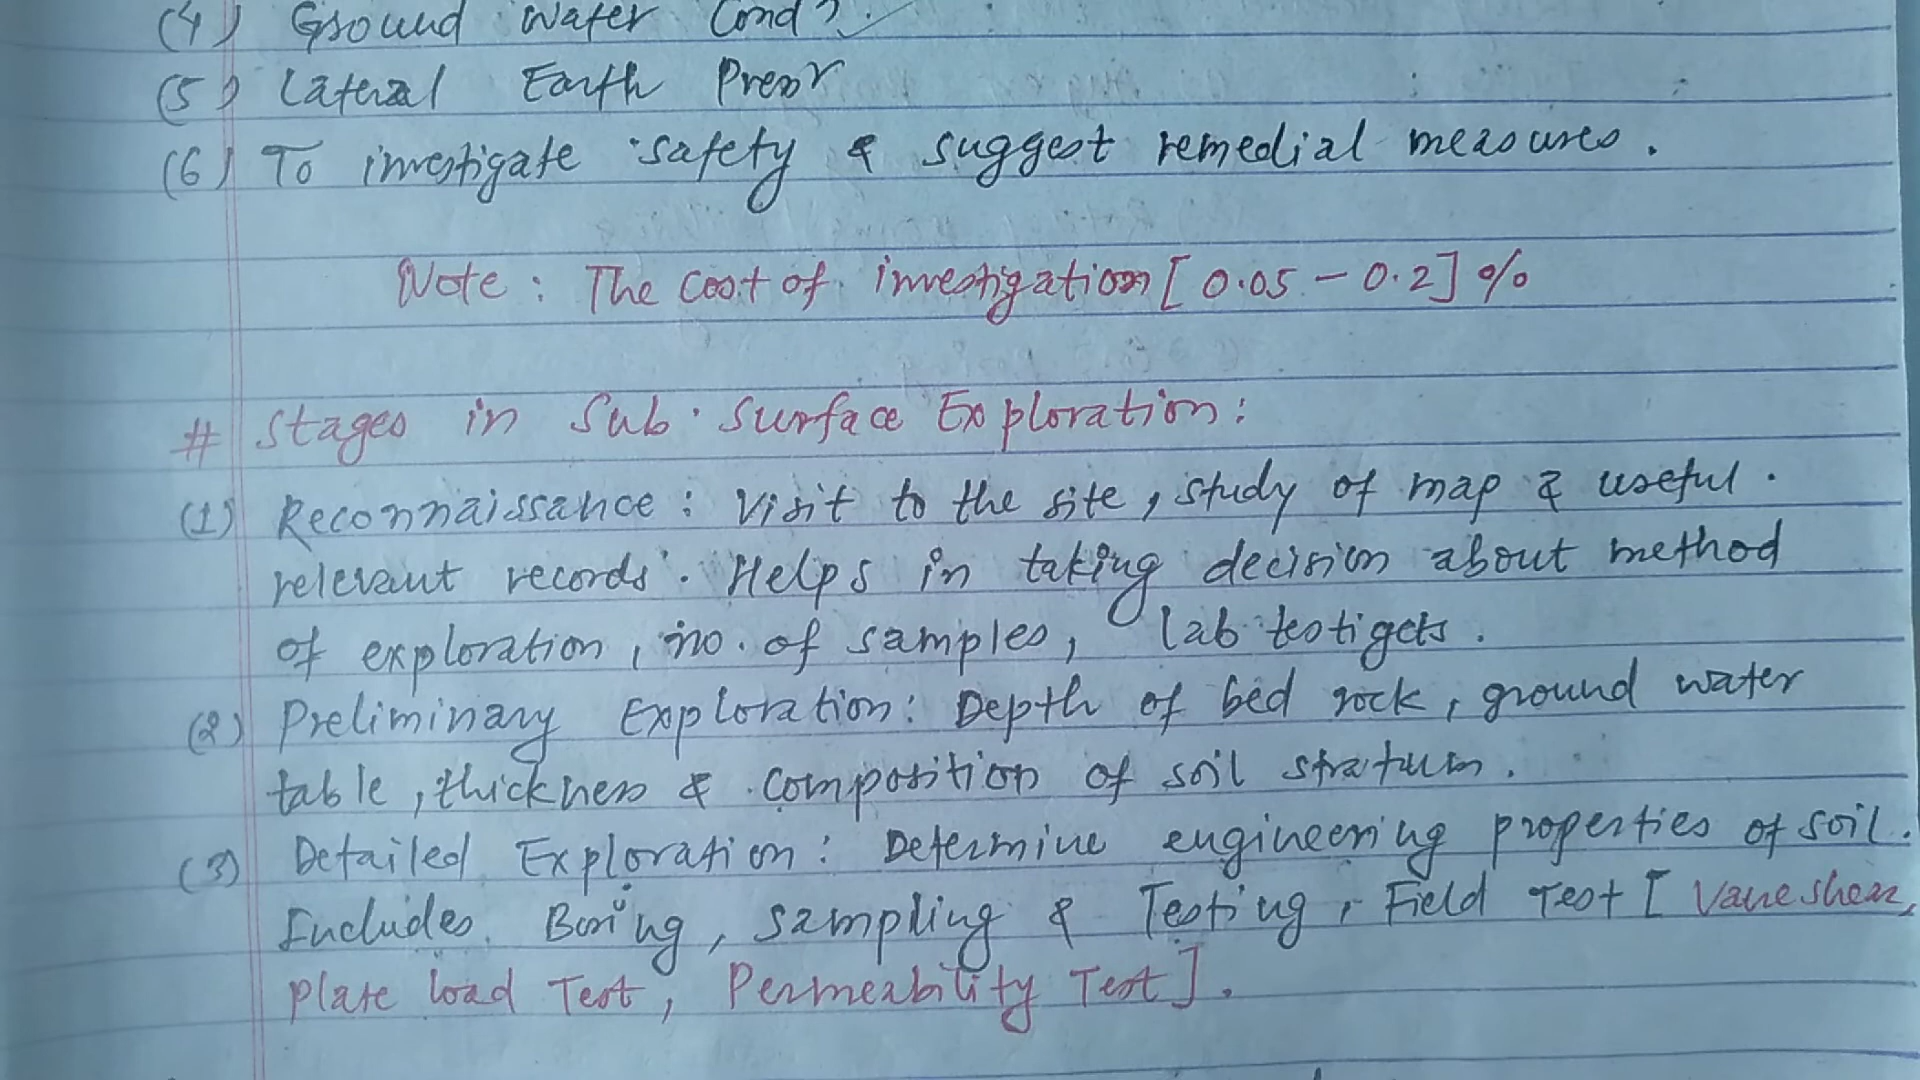 (4) Ground Water Condⁿ.
(5) Lateral Earth Pressr
(6) To investigate safety & suggest remedial measures.
Note : The cost of investigation [ 0.05 - 0.2] %
# Stages in Sub. Surface Exploration :
(1) Reconnaissance : Visit to the site, study of map & useful.
relevant records. Helps in taking decision about method
of exploration, no. of samples, lab
(2) Preliminary Exploration : Depth of bed rock, ground water
table, thickness & composition of soil stratum.
(3) Detailed Exploration : Determine engineering properties of soil.
Includes Boring, sampling & Testing, Field Test [ Vane shear,
plate load Test, Permeability Test ].